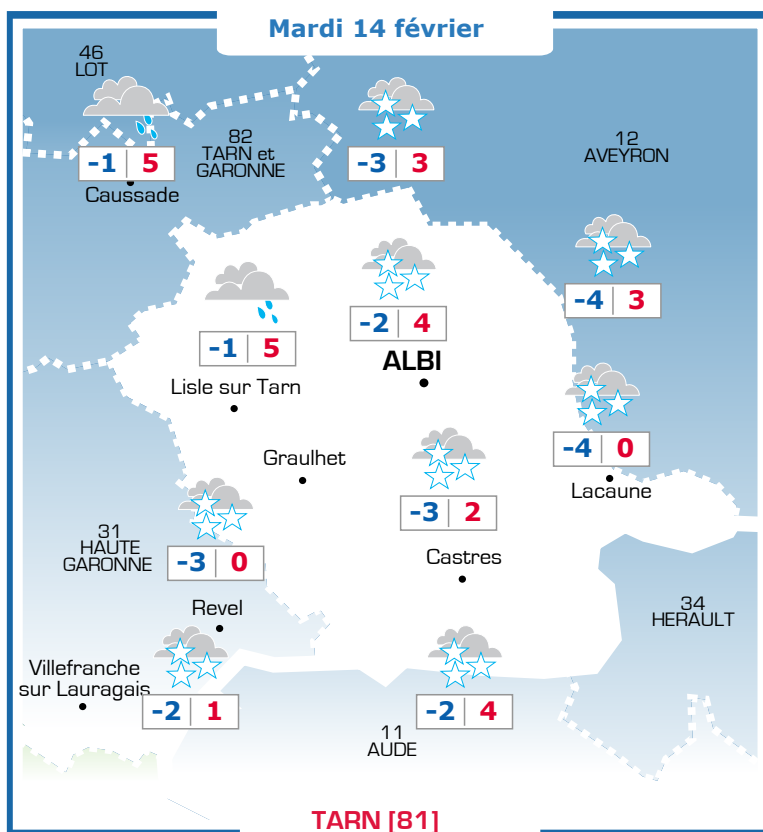 Mardi 14 février
46
LOT
-1 5
Caussade
82
TARN et
GARONNE
-3 3
12
AVEYRON
-4 3
-2 4
ALBI
-1 5
Lisle sur Tarn
-4 0
Lacaune
Graulhet
-3 2
Castres
31
HAUTE
GARONNE
-3 0
Revel
34
HERAULT
Villefranche
sur Lauragais
-2 1
-2 4
11
AUDE
TARN [81]